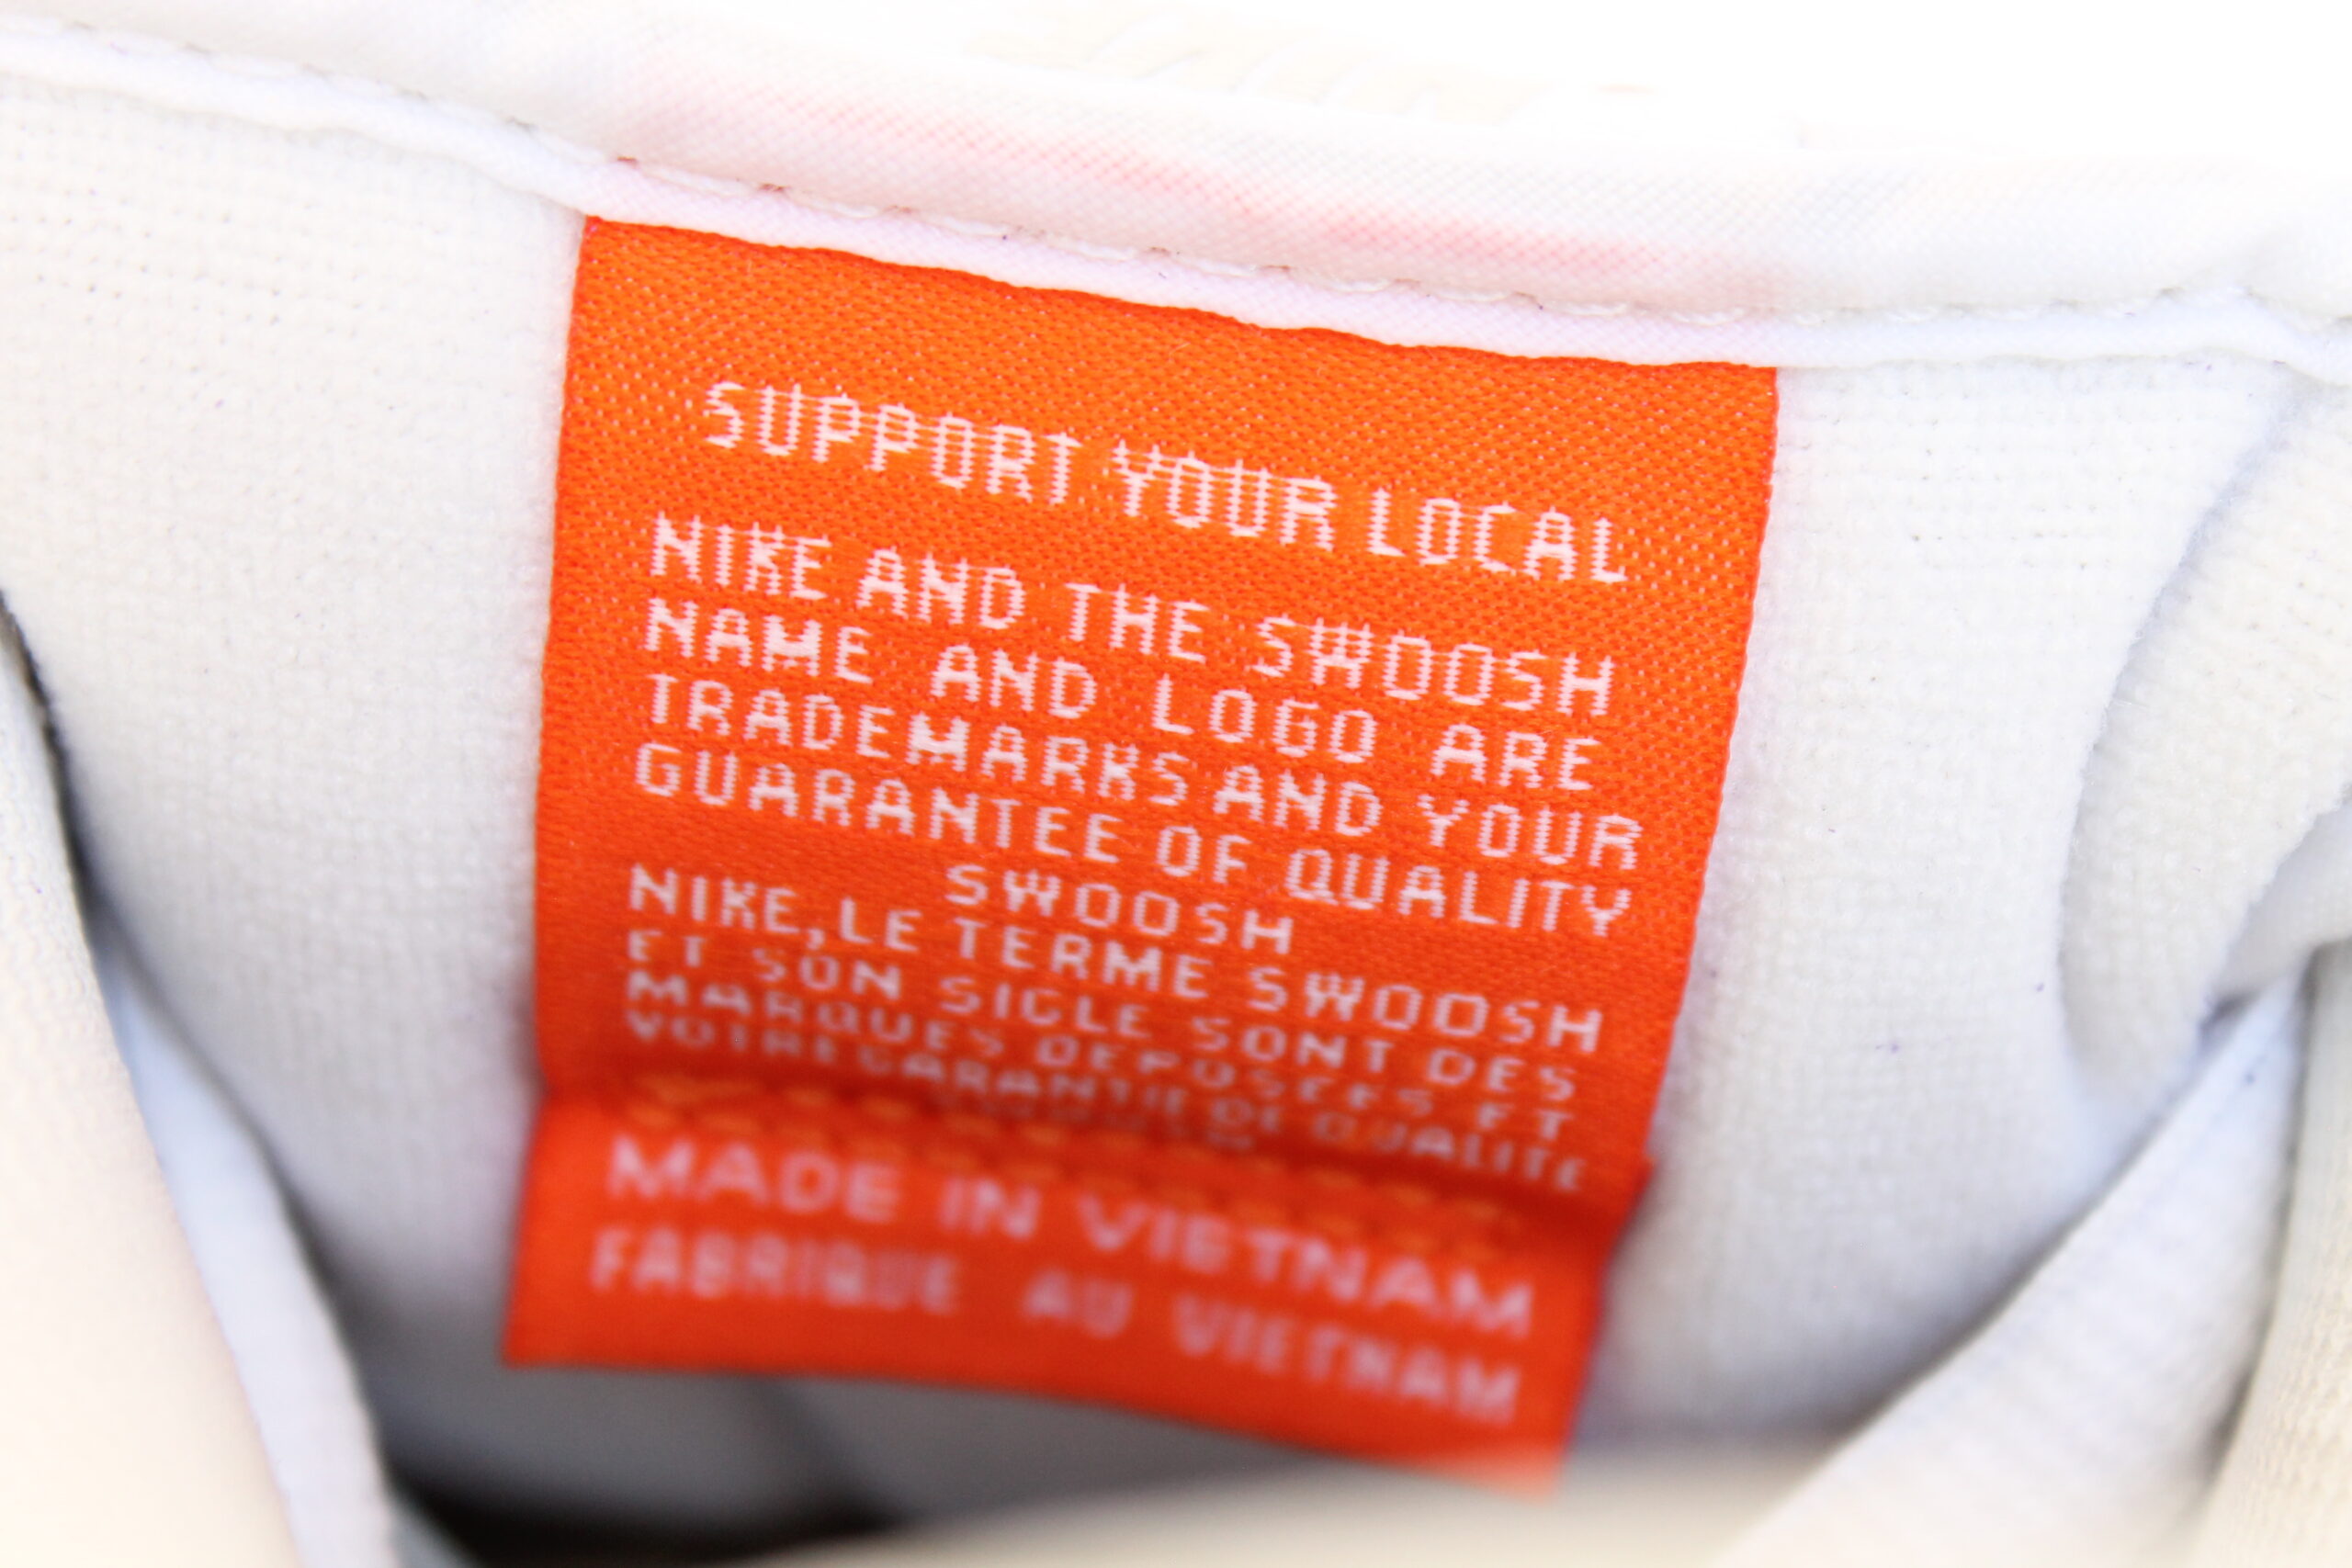 SUPPORT YOUR LOCAL
NIKE AND THE SWOOSH
NAME AND LOGO ARE
TRADEMARKS AND YOUR
GUARANTEE OF QUALITY
SWOOSH
NIKE, LE TERME SWOOSH
ET SON SIGLE SONT DES
MARQUES DEPOSEES ET
VOTRE GARANTIE DE QUALITE
MADE IN VIETNAM
FABRIQUE AU VIETNAM